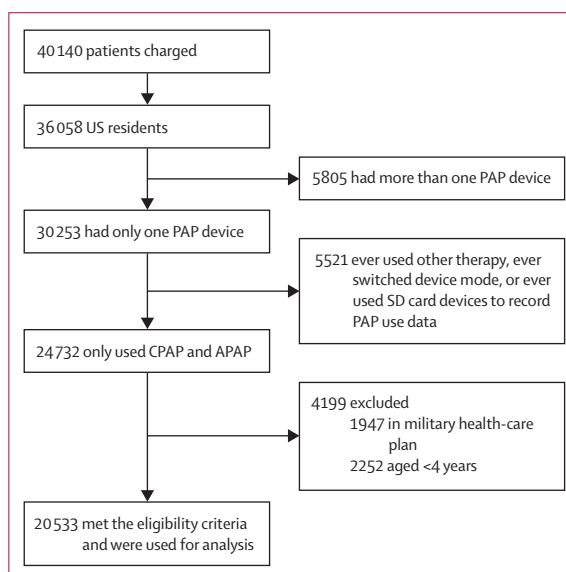 40 140 patients charged
36 058 US residents
5805 had more than one PAP device
30 253 had only one PAP device
5521 ever used other therapy, ever
switched device mode, or ever
used SD card devices to record
PAP use data
24 732 only used CPAP and APAP
4199 excluded
1947 in military health-care
plan
2252 aged <4 years
20 533 met the eligibility criteria
and were used for analysis